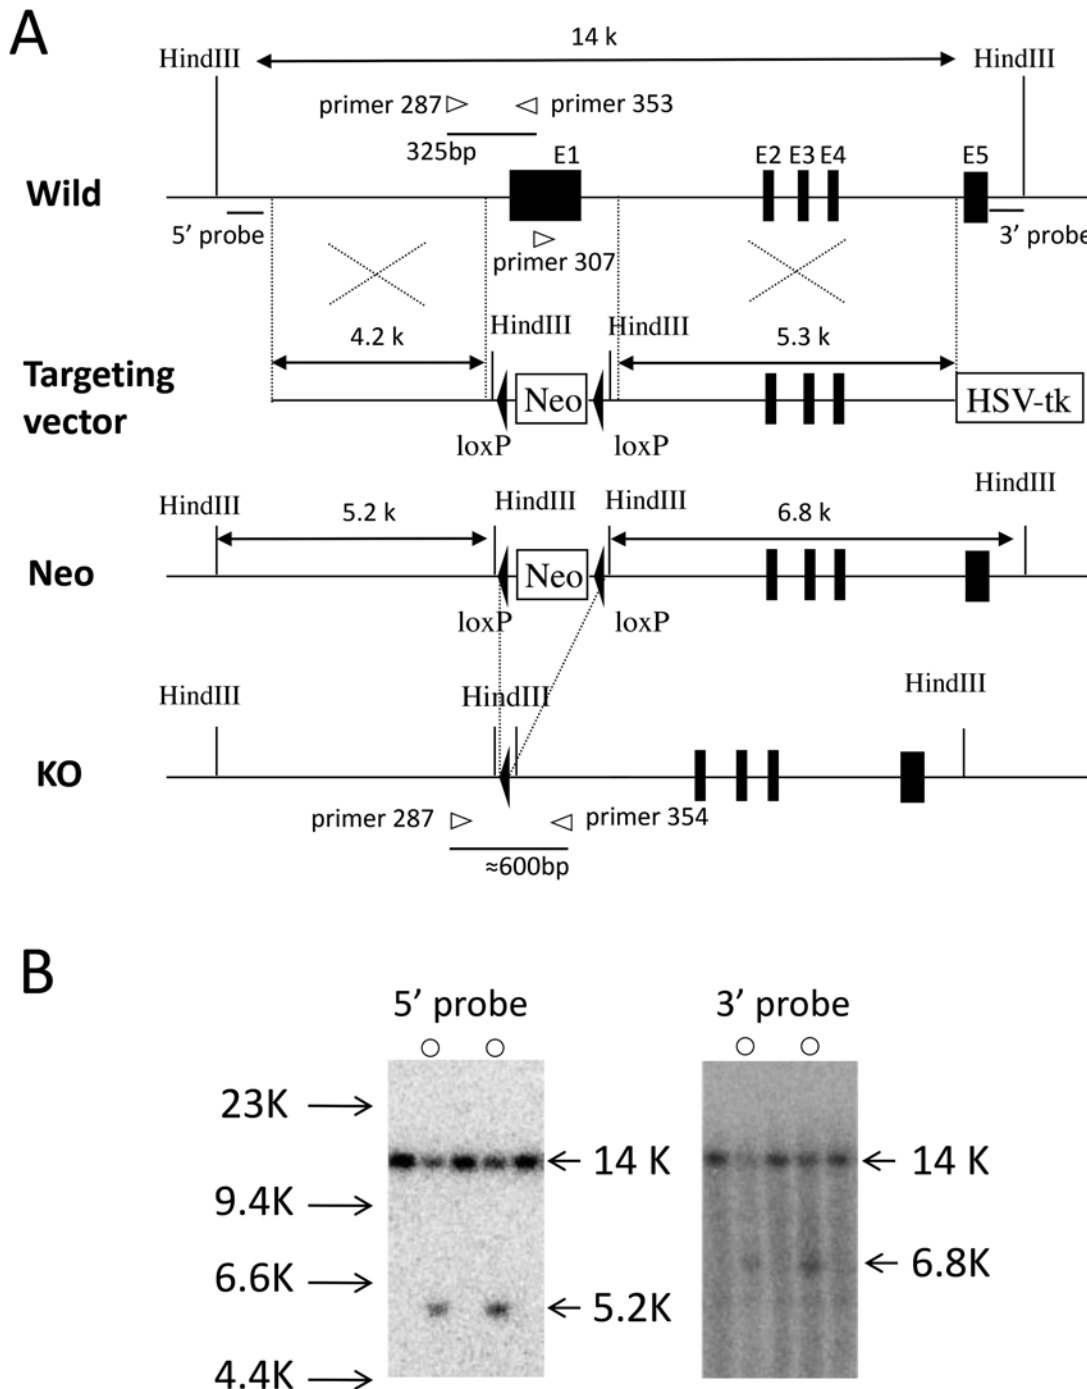 A
14 k
HindIII
HindIII
primer 287
primer 353
325bp
E1
E2
E3
E4
E5
Wild
5’ probe
3’ probe
primer 307
HindIII
HindIII
4.2 k
5.3 k
Targeting
vector
Neo
HSV-tk
loxP
loxP
HindIII
HindIII
HindIII
HindIII
5.2 k
6.8 k
Neo
Neo
loxP
loxP
HindIII
HindIII
HindIII
KO
primer 287
primer 354
≈600bp
B
5’ probe
3’ probe
23K
14 K
14 K
9.4K
6.6K
6.8K
5.2K
4.4K